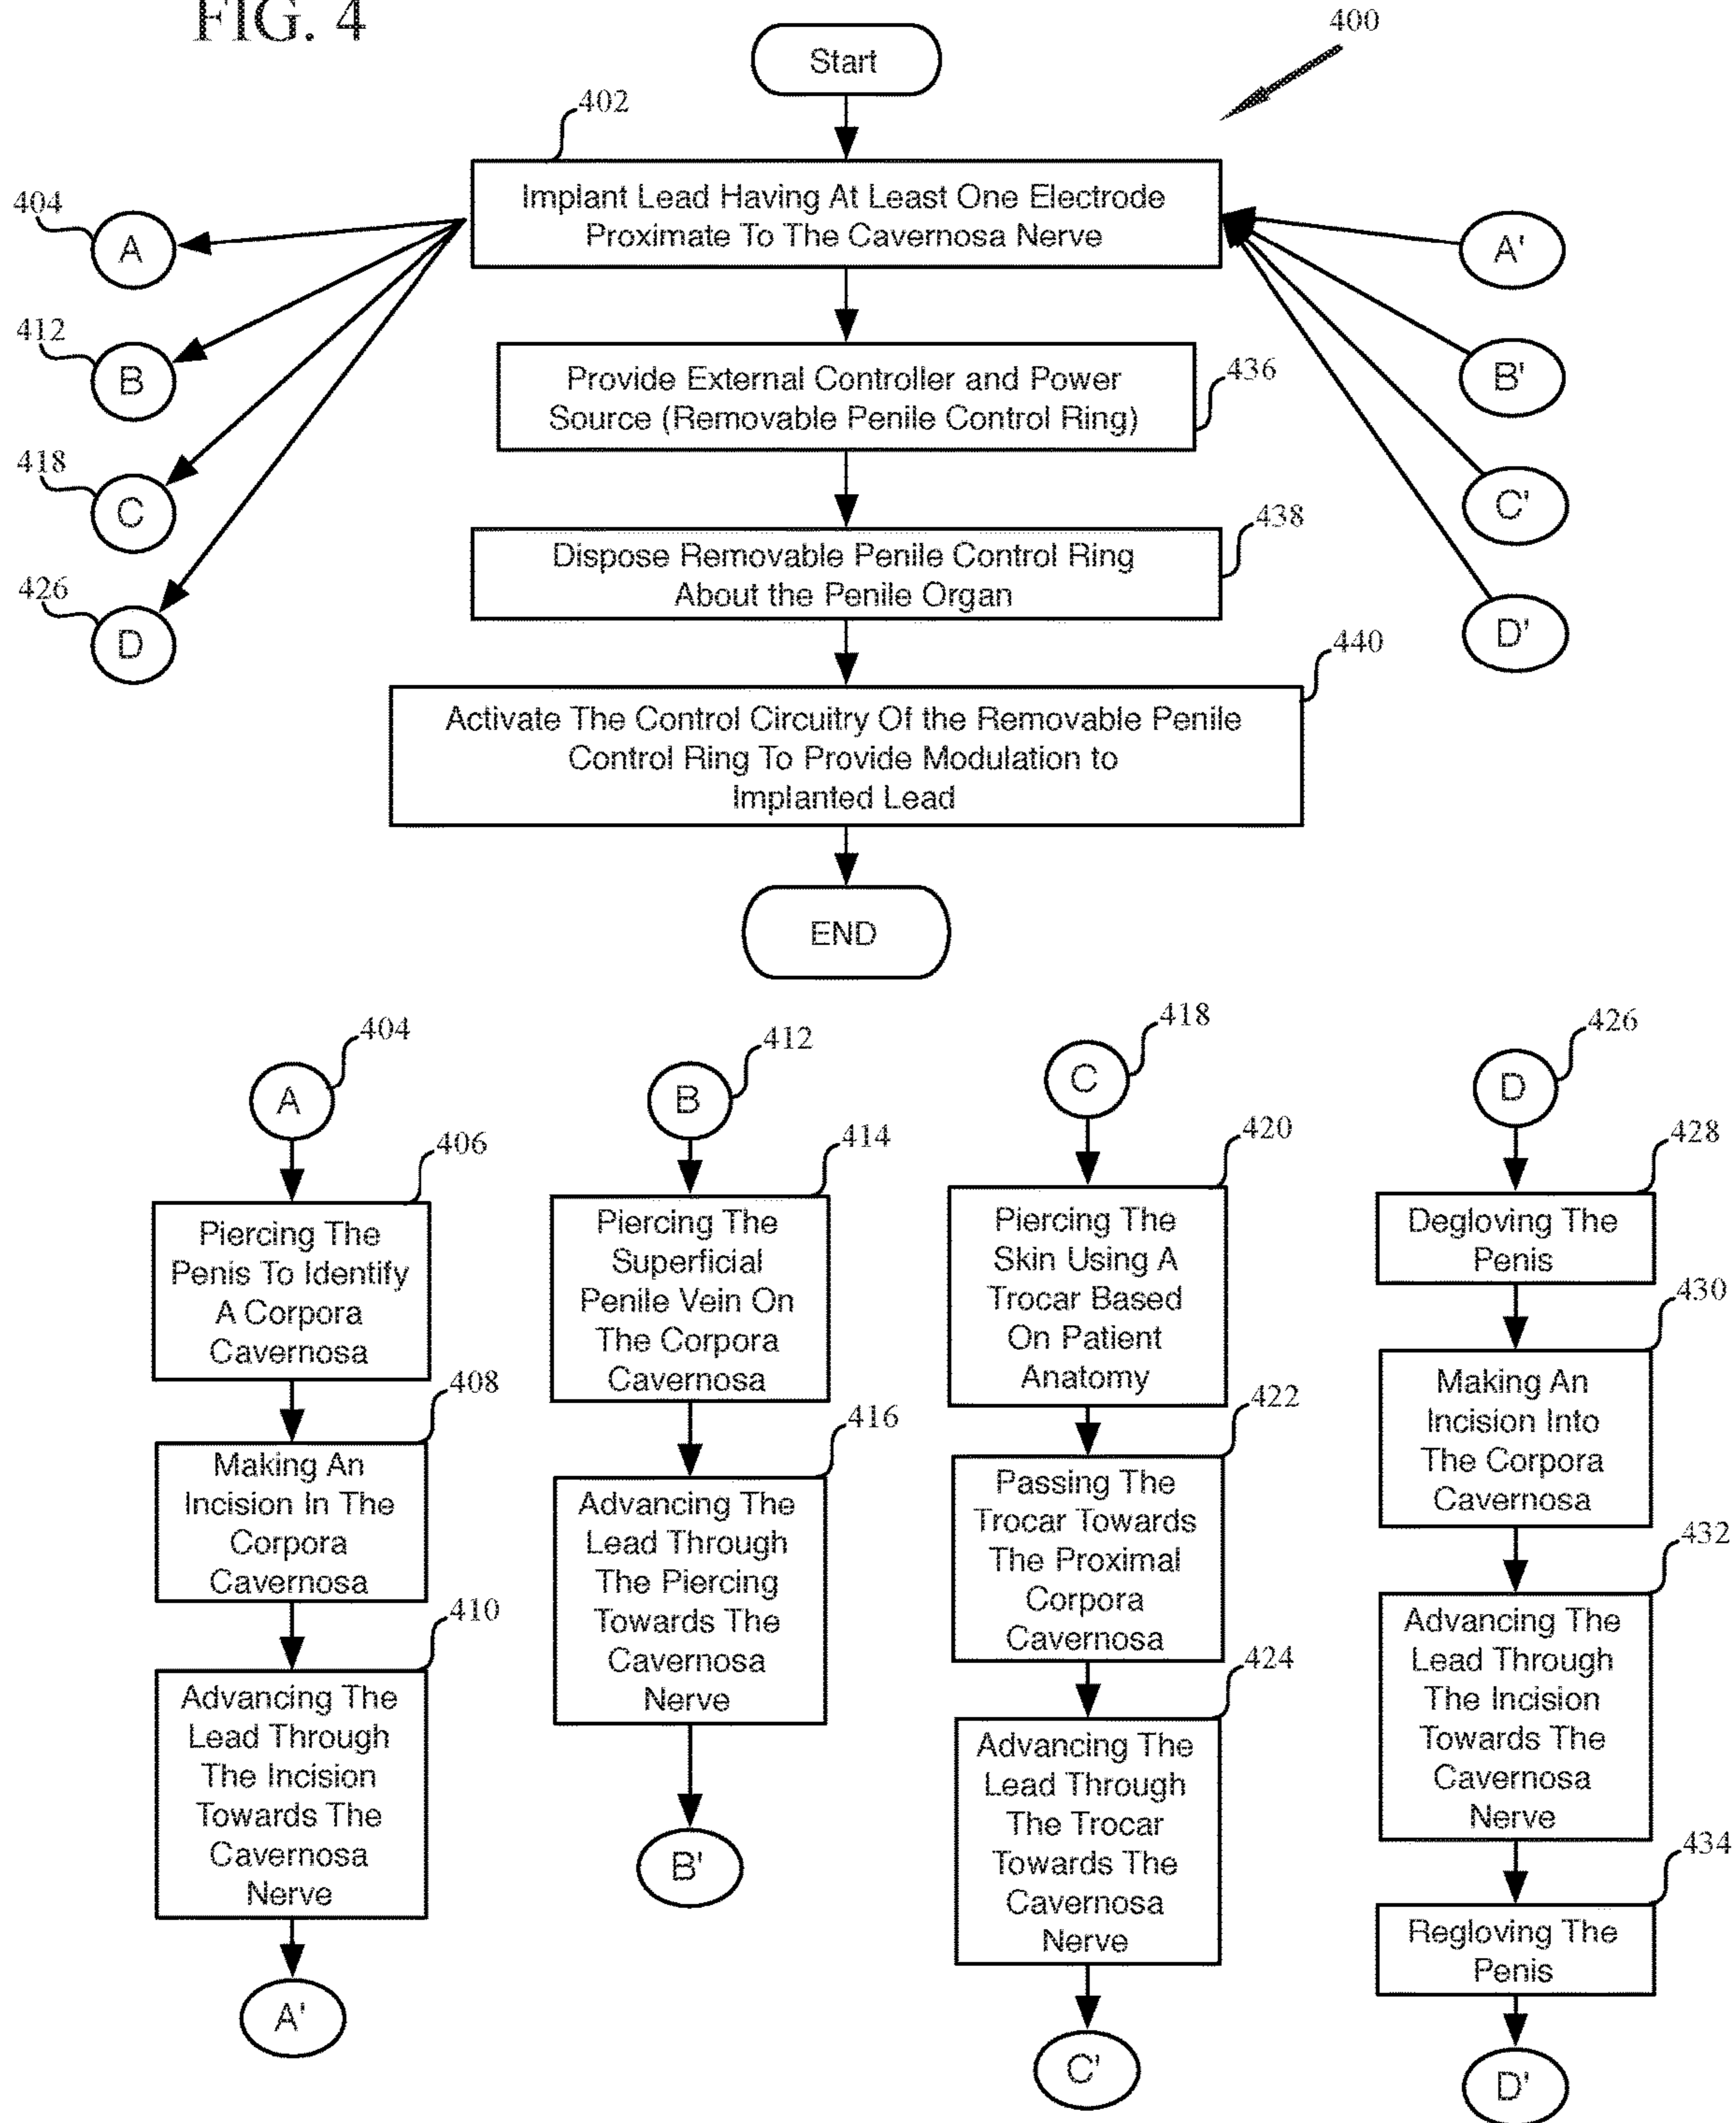 FIG. 4
400
Start
402
Implant Lead Having At Least One Electrode
Proximate To The Cavernosa Nerve
404
A
412
B
418
C
426
D
A'
B'
C'
D'
Provide External Controller and Power
Source (Removable Penile Control Ring)
436
Dispose Removable Penile Control Ring
About the Penile Organ
438
Activate The Control Circuitry Of the Removable Penile
Control Ring To Provide Modulation to
Implanted Lead
440
END
404
A
406
Piercing The
Penis To Identify
A Corpora
Cavernosa
408
Making An
Incision In The
Corpora
Cavernosa
410
Advancing The
Lead Through
The Incision
Towards The
Cavernosa
Nerve
A'
412
B
414
Piercing The
Superficial
Penile Vein On
The Corpora
Cavernosa
416
Advancing The
Lead Through
The Piercing
Towards The
Cavernosa
Nerve
B'
418
C
420
Piercing The
Skin Using A
Trocar Based
On Patient
Anatomy
422
Passing The
Trocar Towards
The Proximal
Corpora
Cavernosa
424
Advancing The
Lead Through
The Trocar
Towards The
Cavernosa
Nerve
C'
426
D
428
Degloving The
Penis
430
Making An
Incision Into
The Corpora
Cavernosa
432
Advancing The
Lead Through
The Incision
Towards The
Cavernosa
Nerve
434
Regloving The
Penis
D'